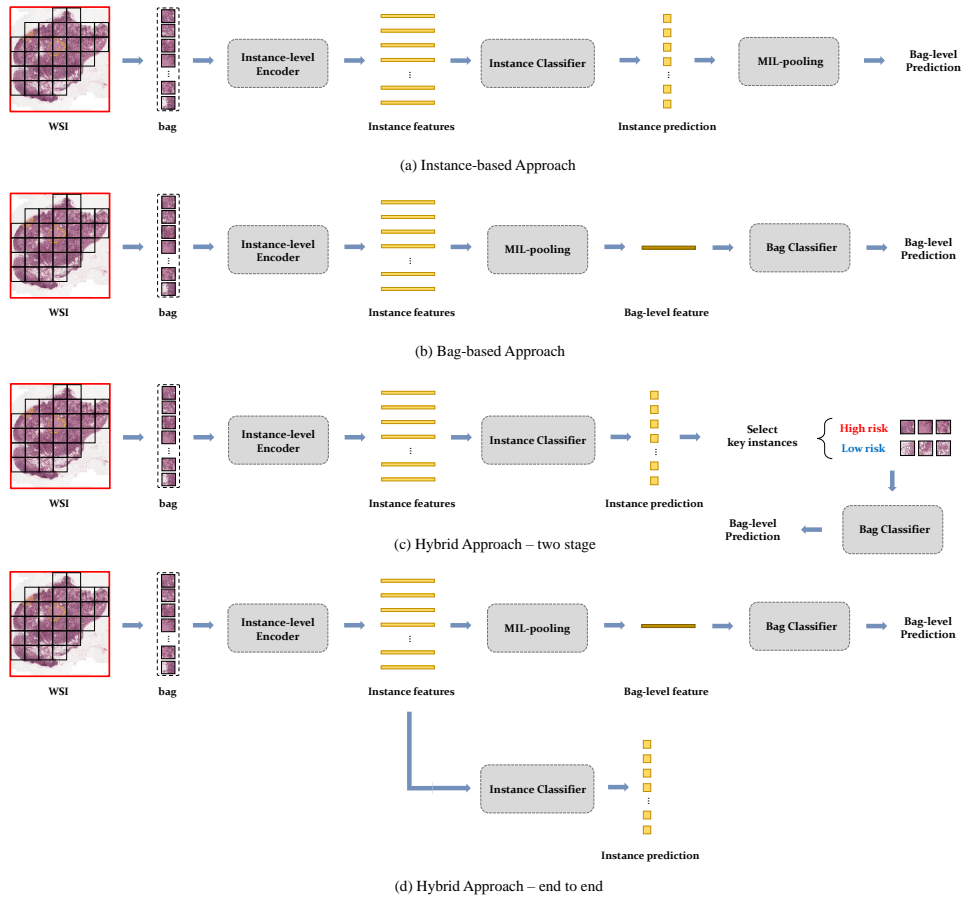 WSI
bag
Instance-level
Encoder
Instance features
Instance Classifier
Instance prediction
MIL-pooling
Bag-level
Prediction
(a) Instance-based Approach
WSI
bag
Instance-level
Encoder
Instance features
MIL-pooling
Bag-level feature
Bag Classifier
Bag-level
Prediction
(b) Bag-based Approach
WSI
bag
Instance-level
Encoder
Instance features
Instance Classifier
Instance prediction
Select
key instances
High risk
Low risk
Bag Classifier
Bag-level
Prediction
(c) Hybrid Approach – two stage
WSI
bag
Instance-level
Encoder
Instance features
MIL-pooling
Bag-level feature
Bag Classifier
Bag-level
Prediction
Instance Classifier
Instance prediction
(d) Hybrid Approach – end to end